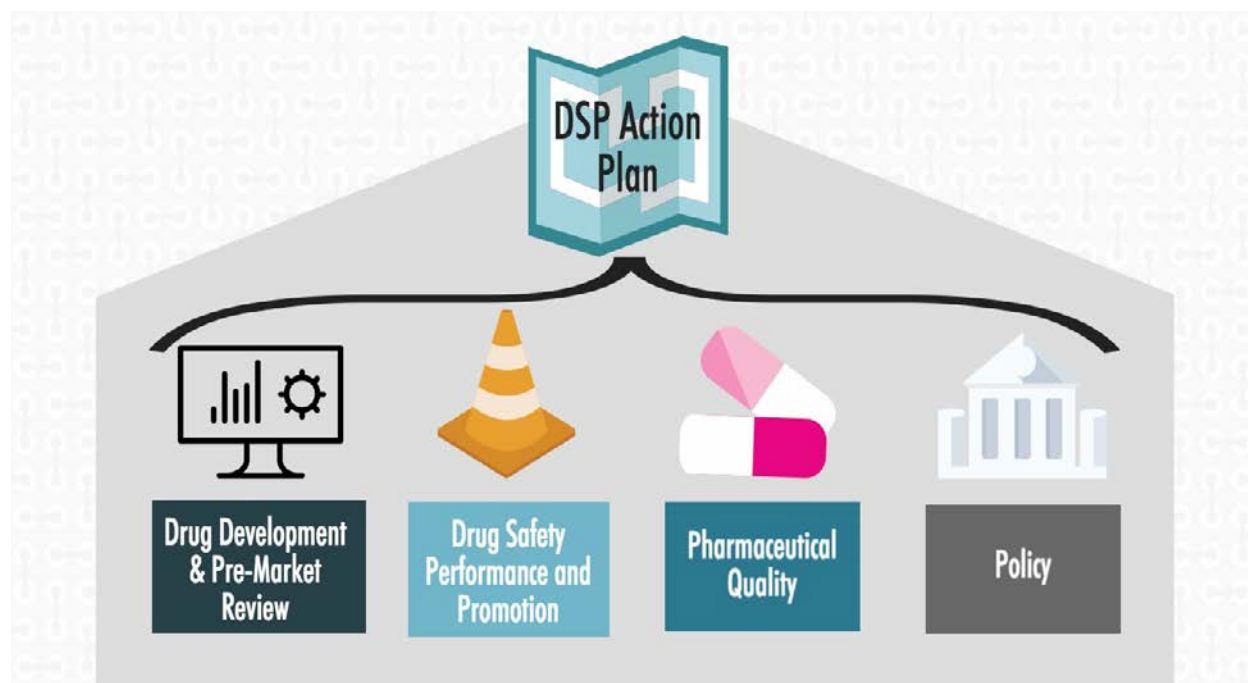 DSP Action
Plan
Drug Development
& Pre-Market
Review
Drug Safety
Performance and
Promotion
Pharmaceutical
Quality
Policy